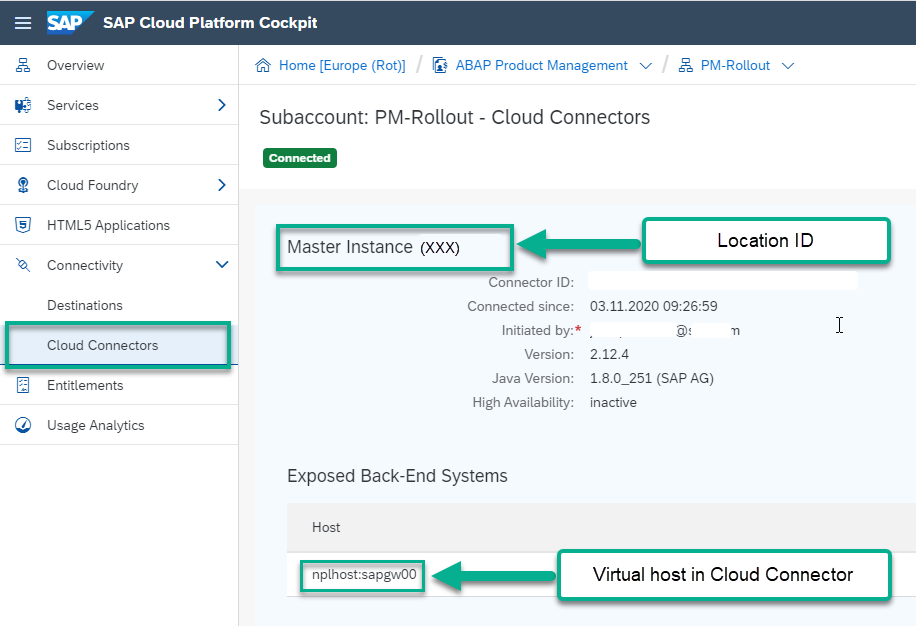 SAP SAP Cloud Platform Cockpit
Overview
Services
Subscriptions
Cloud Foundry
HTML5 Applications
Connectivity
Destinations
Cloud Connectors
Entitlements
Usage Analytics
Home [Europe (Rot)] / ABAP Product Management / PM-Rollout
Subaccount: PM-Rollout - Cloud Connectors
Connected
Master Instance (XXX)
Location ID
Connector ID:
Connected since: 03.11.2020 09:26:59
Initiated by:* @s m
Version: 2.12.4
Java Version: 1.8.0_251 (SAP AG)
High Availability: inactive
Exposed Back-End Systems
Host
nplhost:sapgw00
Virtual host in Cloud Connector